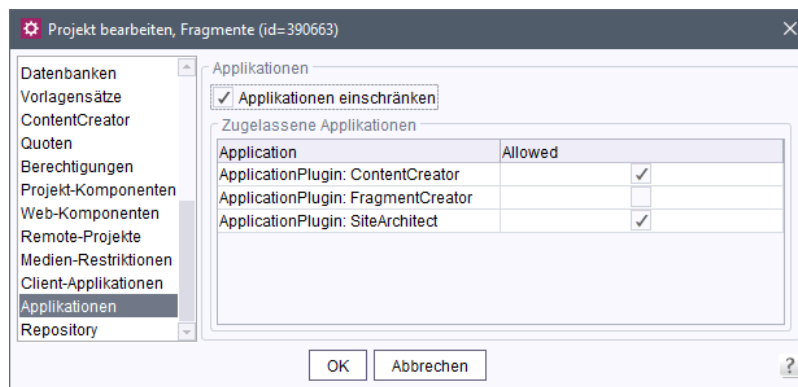 Projekt bearbeiten, Fragmente (id=390663)
Datenbanken
Vorlagensätze
ContentCreator
Quoten
Berechtigungen
Projekt-Komponenten
Web-Komponenten
Remote-Projekte
Medien-Restriktionen
Client-Applikationen
Applikationen
Repository
Applikationen
Applikationen einschränken
Zugelassene Applikationen
Application Allowed
ApplicationPlugin: ContentCreator
ApplicationPlugin: FragmentCreator
ApplicationPlugin: SiteArchitect
OK Abbrechen ?